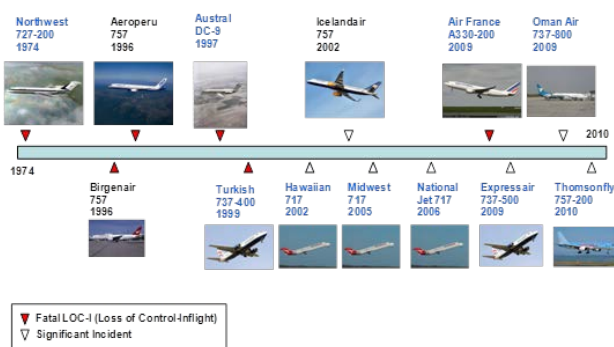 Northwest
727-200
1974
Aeroperu
757
1996
Austral
DC-9
1997
Icelandair
757
2002
Air France
A330-200
2009
Oman Air
737-800
2009
1974
2010
Birgenair
757
1996
Turkish
737-400
1999
Hawaiian
717
2002
Midwest
717
2005
National
Jet 717
2006
Expressair
737-500
2009
Thomsonfly
757-200
2010
Fatal LOC-I (Loss of Control-Inflight)
Significant Incident